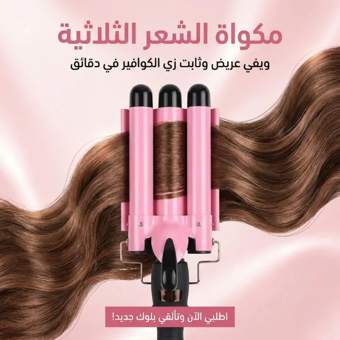 مكواة الشعر الثلاثية
ويفي عريض وثابت زي الكوافير في دقائق
اطلبي الآن وتألقي بلوك جديد!